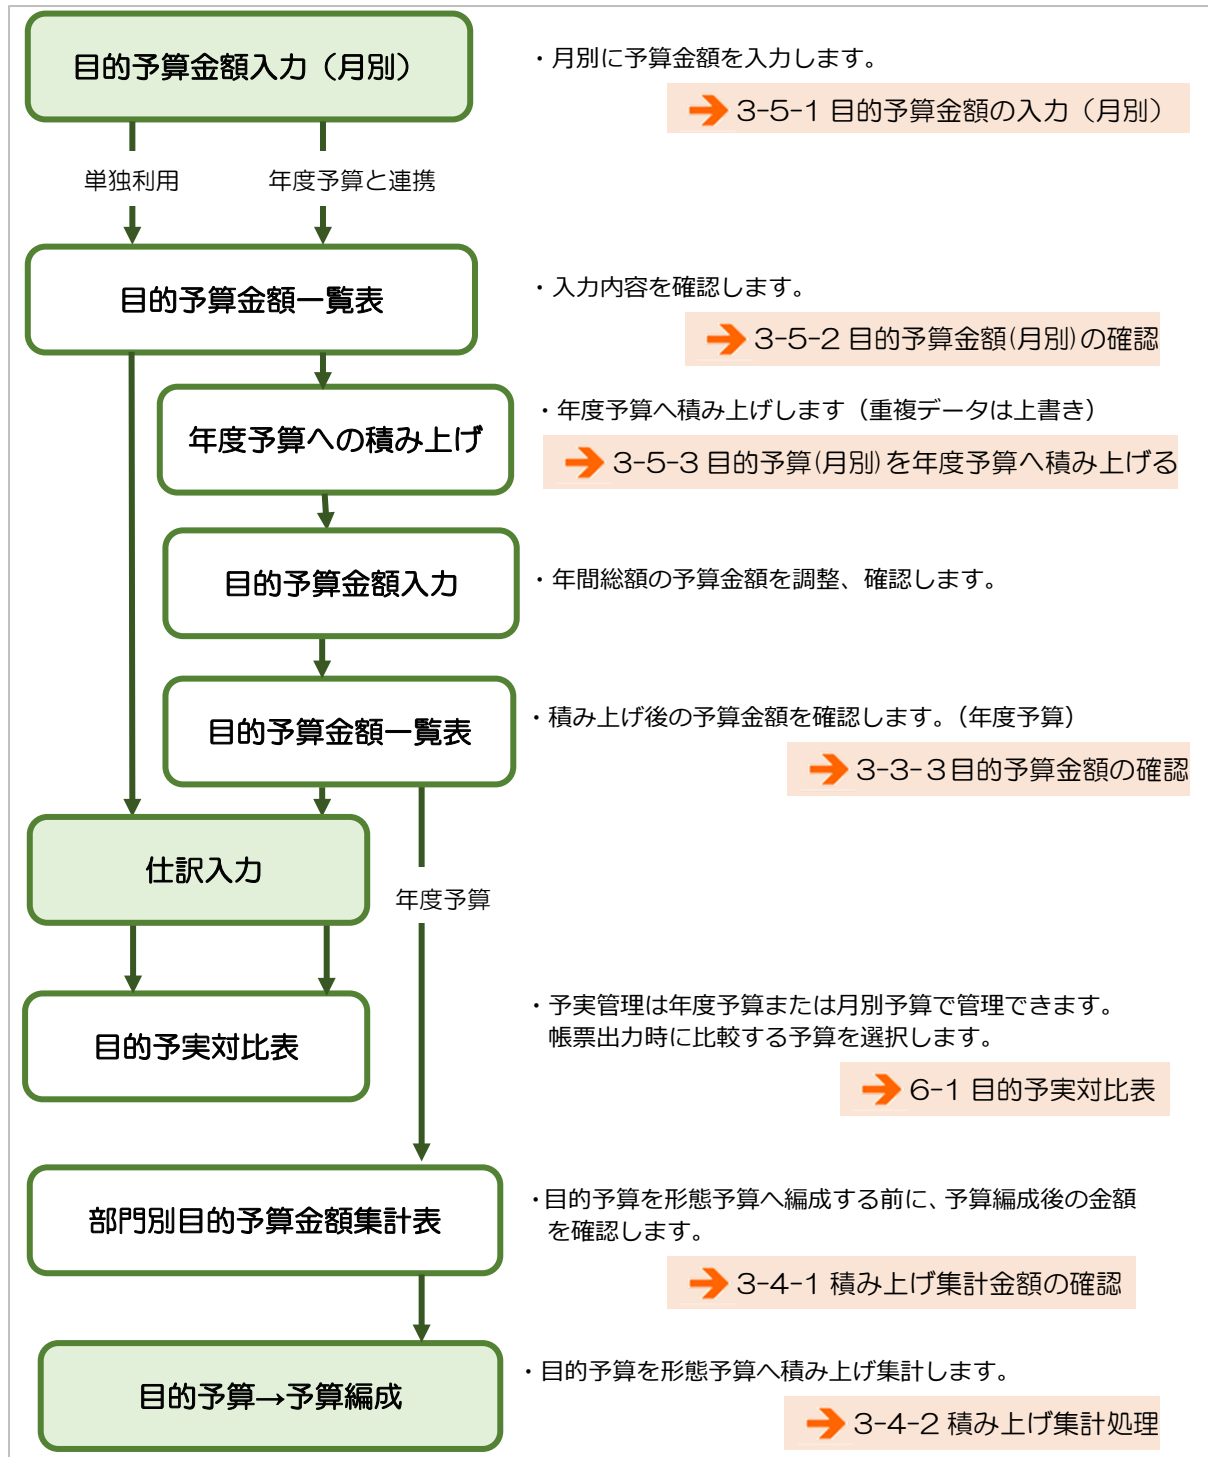 目的予算金額入力（月別）
・月別に予算金額を入力します。
3-5-1 目的予算金額の入力（月別）
単独利用
年度予算と連携
目的予算金額一覧表
・入力内容を確認します。
3-5-2 目的予算金額(月別)の確認
年度予算への積み上げ
・年度予算へ積み上げします（重複データは上書き）
3-5-3 目的予算(月別)を年度予算へ積み上げる
目的予算金額入力
・年間総額の予算金額を調整、確認します。
目的予算金額一覧表
・積み上げ後の予算金額を確認します。（年度予算）
3-3-3目的予算金額の確認
仕訳入力
年度予算
目的予実対比表
・予実管理は年度予算または月別予算で管理できます。
帳票出力時に比較する予算を選択します。
6-1 目的予実対比表
部門別目的予算金額集計表
・目的予算を形態予算へ編成する前に、予算編成後の金額
を確認します。
3-4-1 積み上げ集計金額の確認
目的予算→予算編成
・目的予算を形態予算へ積み上げ集計します。
3-4-2 積み上げ集計処理